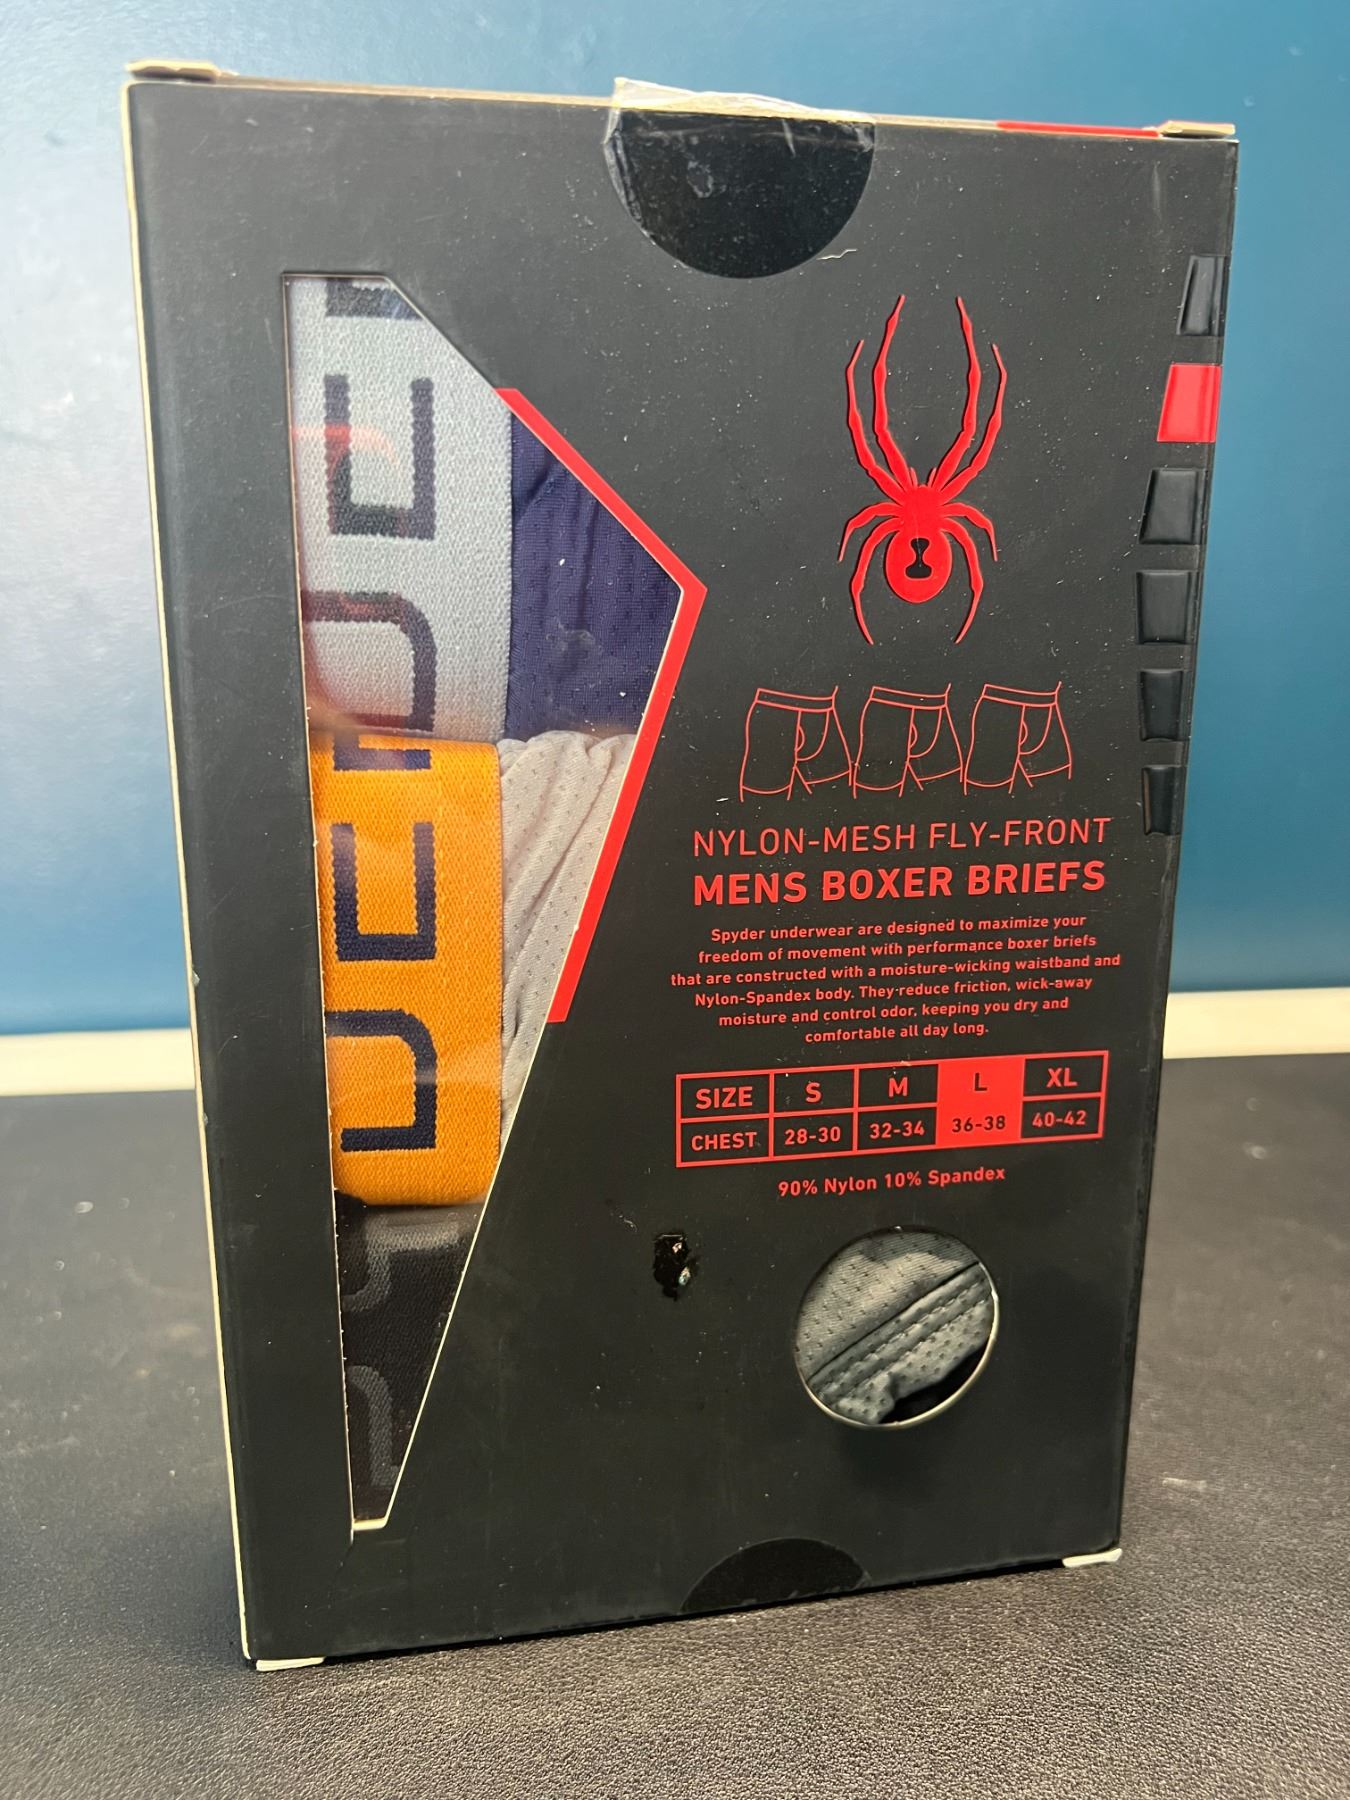 NYLON-MESH FLY-FRONT
MENS BOXER BRIEFS
Spyder underwear are designed to maximize your
freedom of movement with performance boxer briefs
that are constructed with a moisture-wicking waistband and
Nylon-Spandex body. They reduce friction, wick-away
moisture and control odor, keeping you dry and
comfortable all day long.
SIZE S M L XL
CHEST 28-30 32-34 36-38 40-42
90% Nylon 10% Spandex